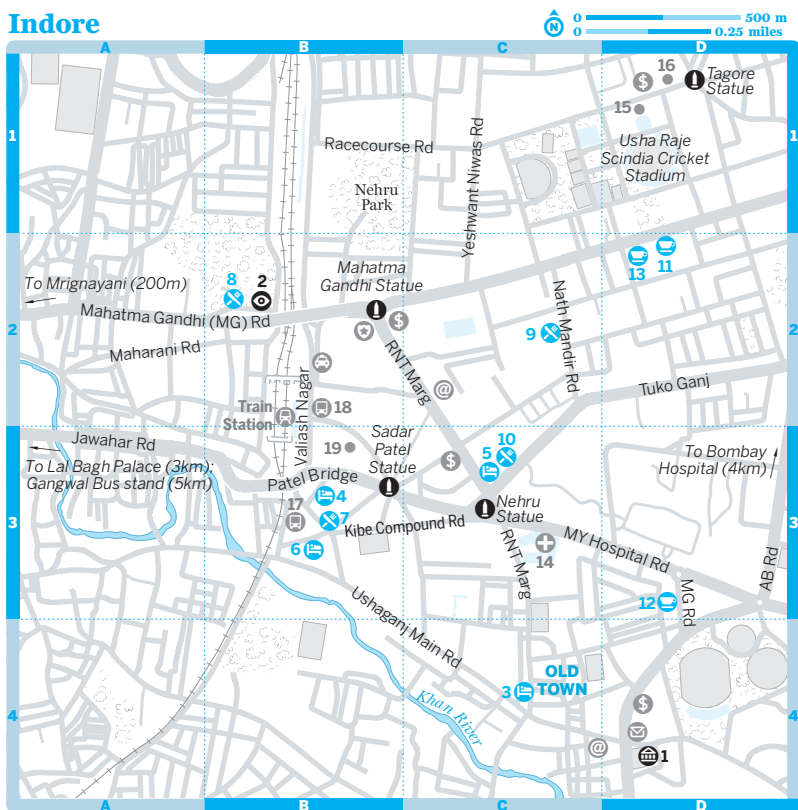 Indore
N
0 500 m
0 0.25 miles
A B C D
1 1
2 2
3 3
4 4
A B C D
16
Tagore
Statue
15
Usha Raje
Scindia Cricket
Stadium
Racecourse Rd
Yeshwant Niwas Rd
Nehru
Park
To Mrignayani (200m)
8
2
Mahatma
Gandhi Statue
13
11
Mahatma Gandhi (MG) Rd
$
$
Nath Mandir Rd
9
Maharani Rd
RNT Marg
@
Tuko Ganj
Valiash Nagar
Train
Station
18
Jawahar Rd
19
Sadar
Patel
Statue
$
5
10
To Bombay
Hospital (4km)
To Lal Bagh Palace (3km);
Gangwal Bus stand (5km)
Patel Bridge
4
17
7
Kibe Compound Rd
Nehru
Statue
6
RNT Marg
14
MY Hospital Rd
AB Rd
12
MG Rd
Ushaganj Main Rd
3
OLD
TOWN
Khan River
$
@
1